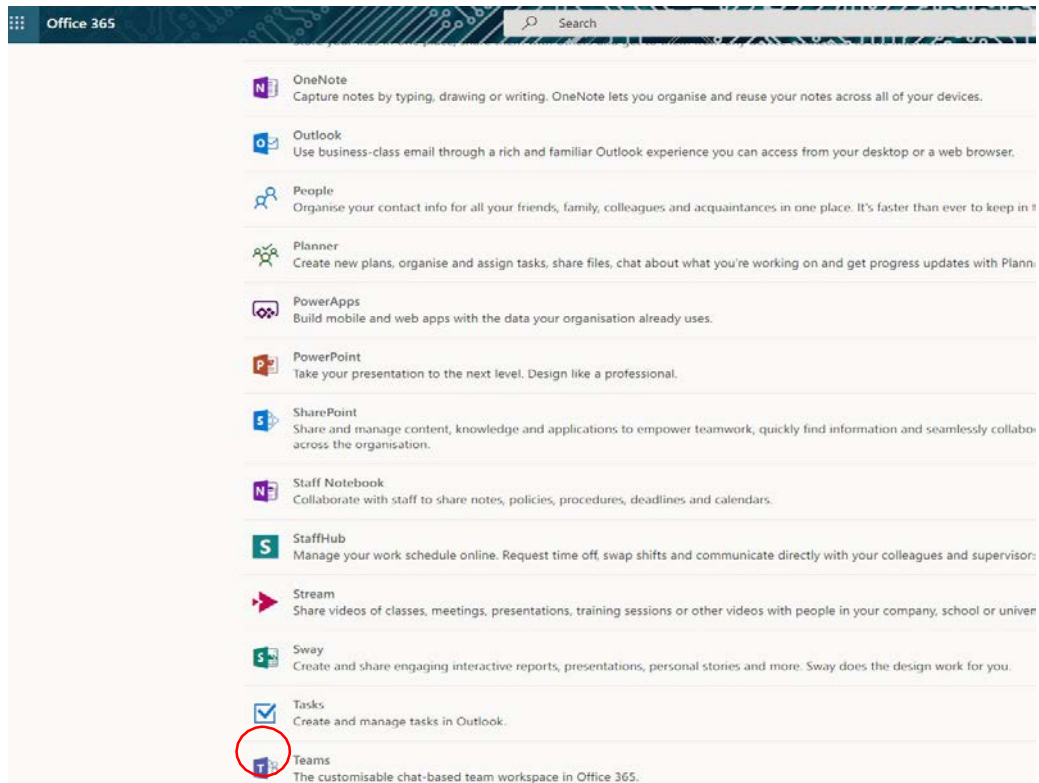 Office 365
Search
OneNote
Capture notes by typing, drawing or writing. OneNote lets you organise and reuse your notes across all of your devices.
Outlook
Use business-class email through a rich and familiar Outlook experience you can access from your desktop or a web browser.
People
Organise your contact info for all your friends, family, colleagues and acquaintances in one place. It's faster than ever to keep in
Planner
Create new plans, organise and assign tasks, share files, chat about what you're working on and get progress updates with Plann
PowerApps
Build mobile and web apps with the data your organisation already uses.
PowerPoint
Take your presentation to the next level. Design like a professional.
SharePoint
Share and manage content, knowledge and applications to empower teamwork, quickly find information and seamlessly collabo
across the organisation.
Staff Notebook
Collaborate with staff to share notes, policies, procedures, deadlines and calendars.
StaffHub
Manage your work schedule online. Request time off, swap shifts and communicate directly with your colleagues and supervisor
Stream
Share videos of classes, meetings, presentations, training sessions or other videos with people in your company, school or univer
Sway
Create and share engaging interactive reports, presentations, personal stories and more. Sway does the design work for you.
Tasks
Create and manage tasks in Outlook.
Teams
The customisable chat-based team workspace in Office 365.